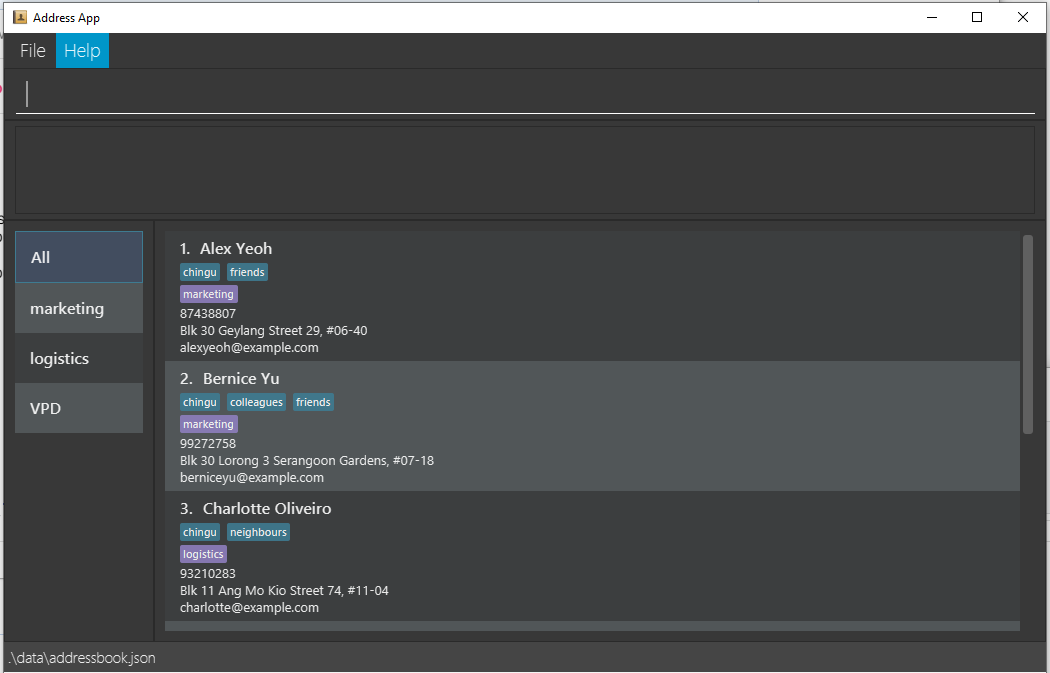 Address App
File Help
All
marketing
logistics
VPD
1. Alex Yeoh
chingu friends
marketing
87438807
Blk 30 Geylang Street 29, #06-40
alexyeoh@example.com
2. Bernice Yu
chingu colleagues friends
marketing
99272758
Blk 30 Lorong 3 Serangoon Gardens, #07-18
berniceyu@example.com
3. Charlotte Oliveiro
chingu neighbours
logistics
93210283
Blk 11 Ang Mo Kio Street 74, #11-04
charlotte@example.com
.\data\addressbook.json